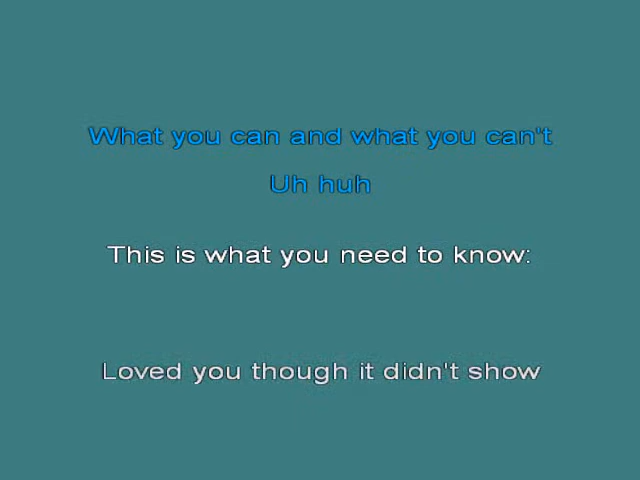 What you can and what you can't
Uh huh
This is what you need to know:
Loved you though it didn't show